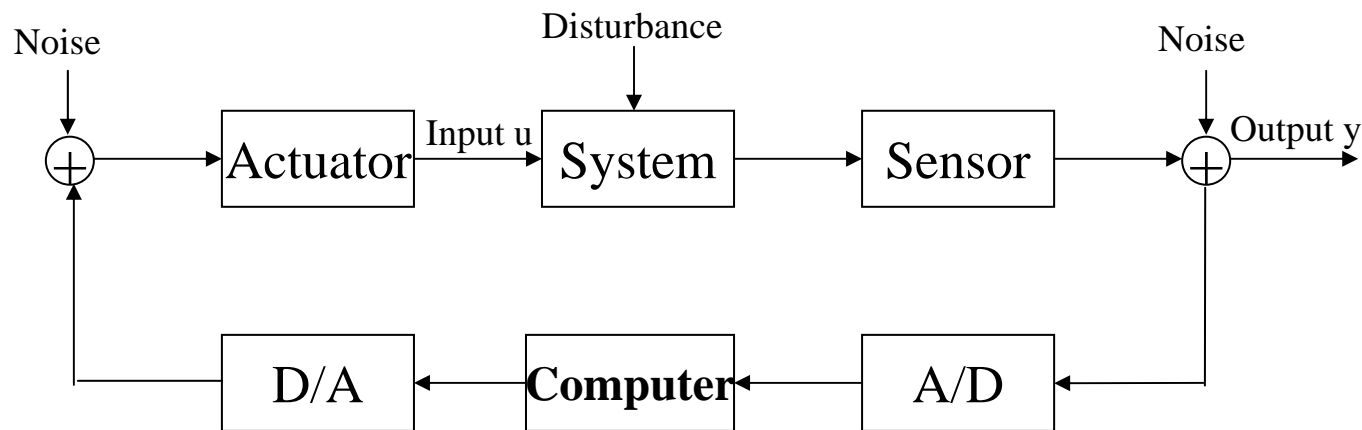 Disturbance
Noise
Noise
Actuator
Input u
System
Sensor
Output y
D/A
Computer
A/D